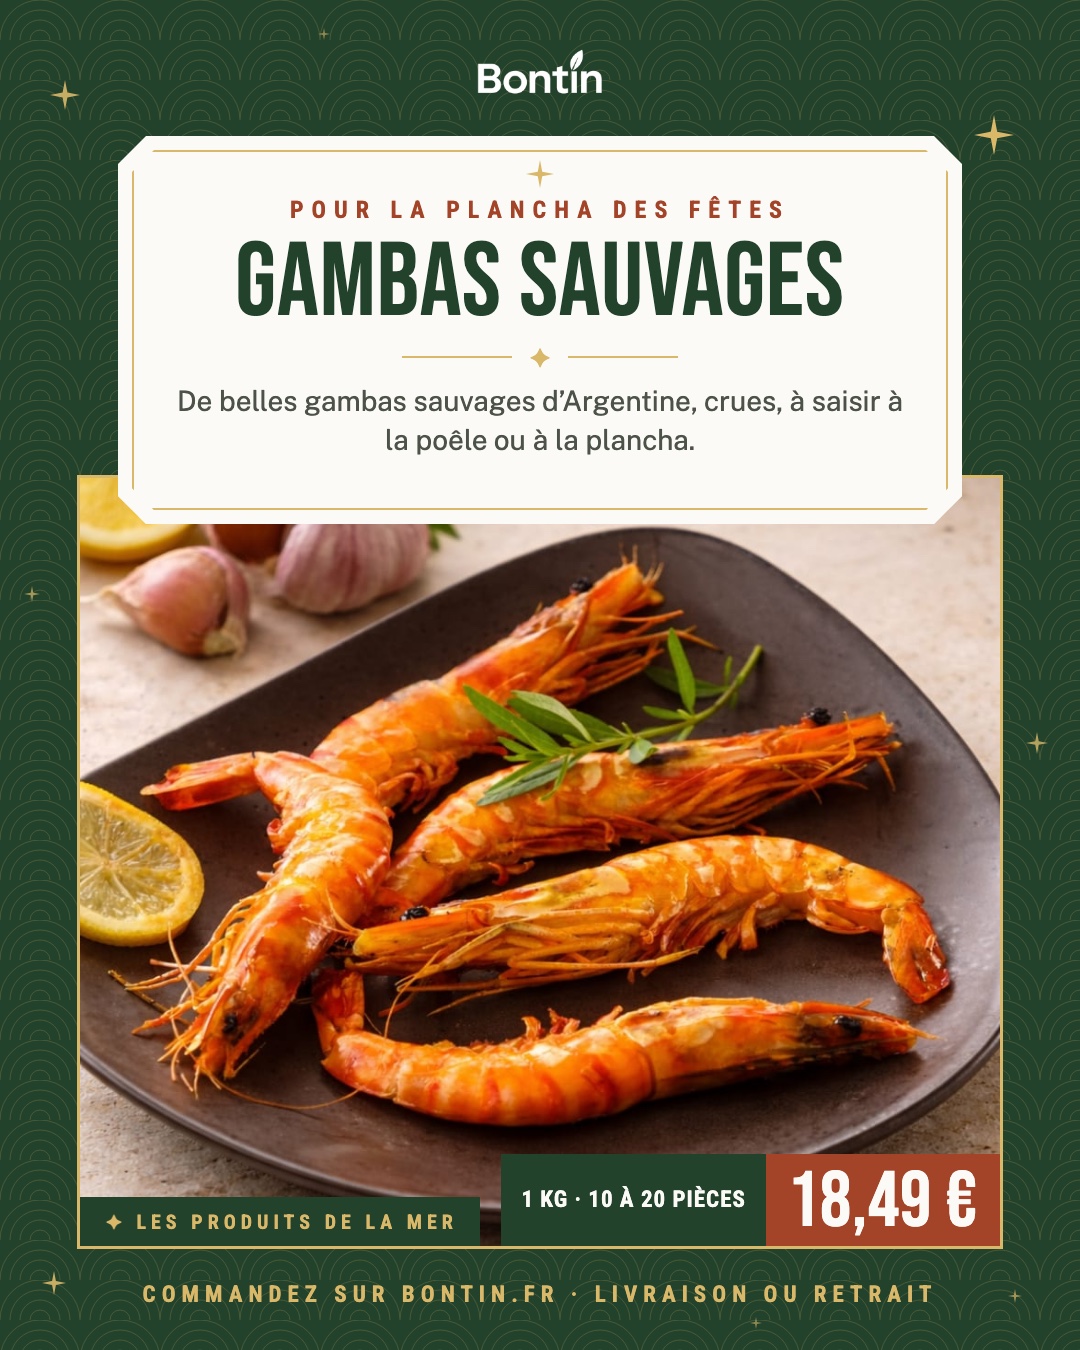 Bontin
POUR LA PLANCHA DES FÊTES
GAMBAS SAUVAGES
De belles gambas sauvages d’Argentine, crues, à saisir à
la poêle ou à la plancha.
LES PRODUITS DE LA MER
1 KG · 10 À 20 PIÈCES
18,49 €
COMMANDEZ SUR BONTIN.FR · LIVRAISON OU RETRAIT